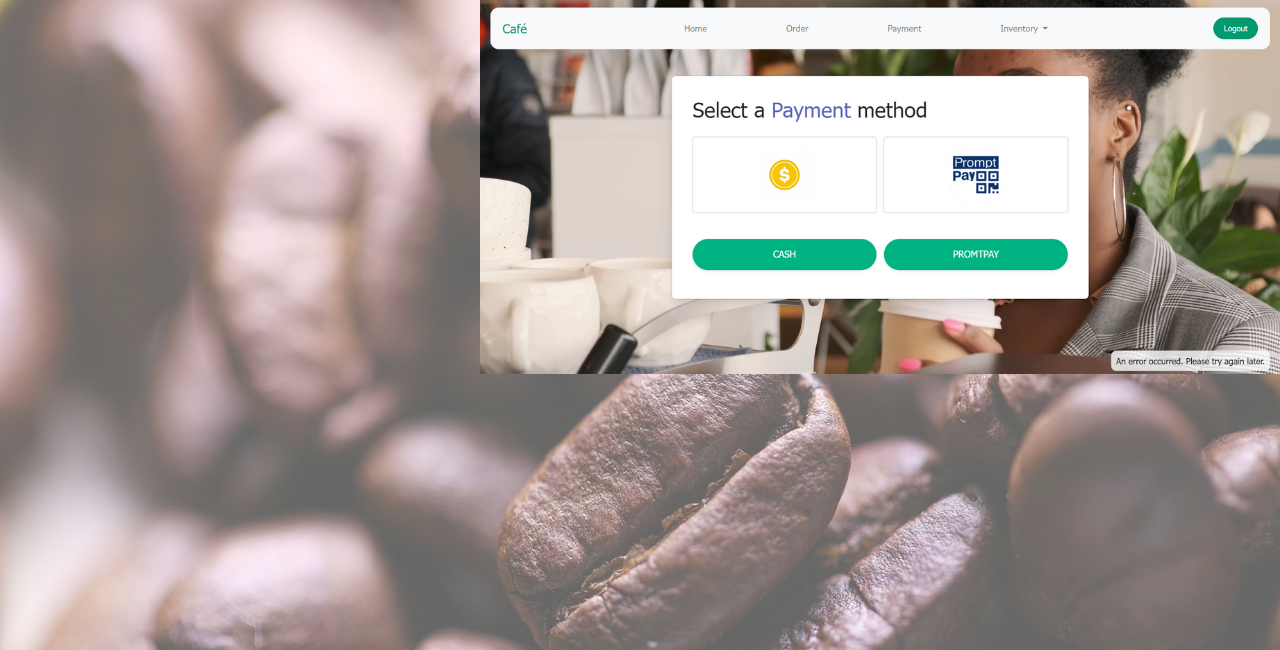 Café
Home
Order
Payment
Inventory
Logout
Select a Payment method
$
Prompt
Pay
CASH
PROMTPAY
An error occurred. Please try again later.